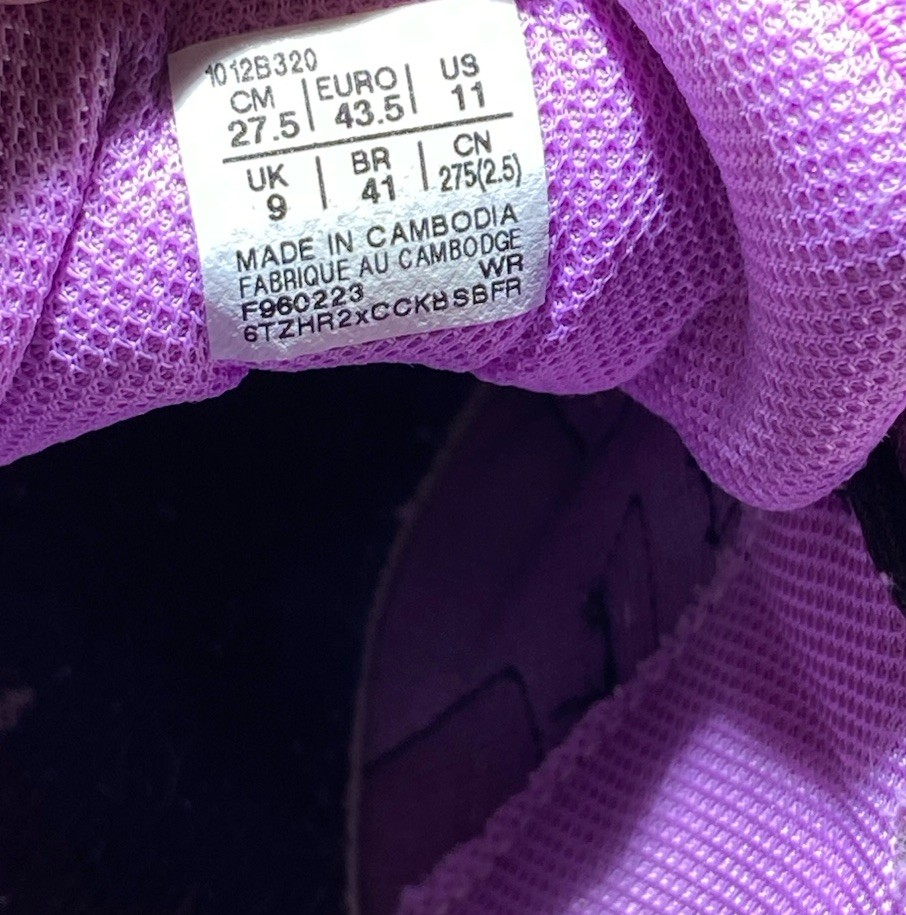 1012B320
CM | EURO | US
27.5 | 43.5 | 11
UK | BR | CN
9 | 41 | 275(2.5)
MADE IN CAMBODIA
FABRIQUE AU CAMBODGE
F960223 WR
6TZHR2xCCKBSBFR